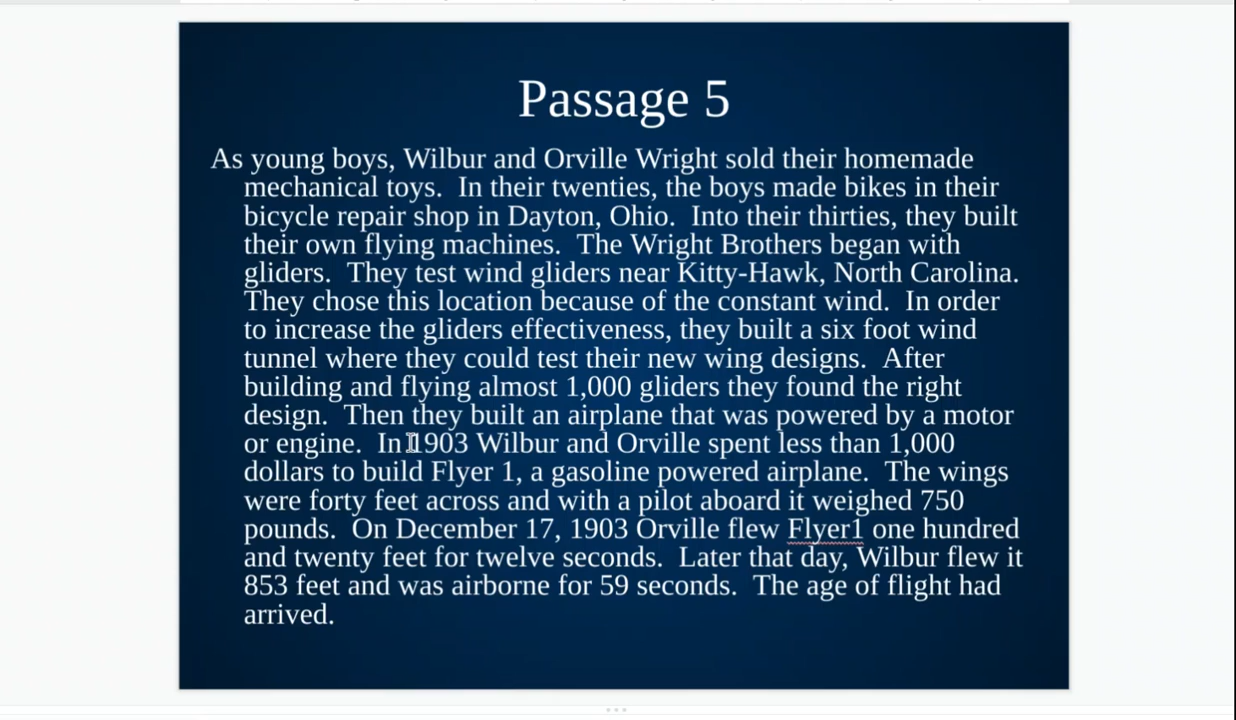 Passage 5
As young boys, Wilbur and Orville Wright sold their homemade
mechanical toys.  In their twenties, the boys made bikes in their
bicycle repair shop in Dayton, Ohio.  Into their thirties, they built
their own flying machines.  The Wright Brothers began with
gliders.  They test wind gliders near Kitty-Hawk, North Carolina.
They chose this location because of the constant wind.  In order
to increase the gliders effectiveness, they built a six foot wind
tunnel where they could test their new wing designs.  After
building and flying almost 1,000 gliders they found the right
design.  Then they built an airplane that was powered by a motor
or engine.  In 1903 Wilbur and Orville spent less than 1,000
dollars to build Flyer 1, a gasoline powered airplane.  The wings
were forty feet across and with a pilot aboard it weighed 750
pounds.  On December 17, 1903 Orville flew Flyer1 one hundred
and twenty feet for twelve seconds.  Later that day, Wilbur flew it
853 feet and was airborne for 59 seconds.  The age of flight had
arrived.